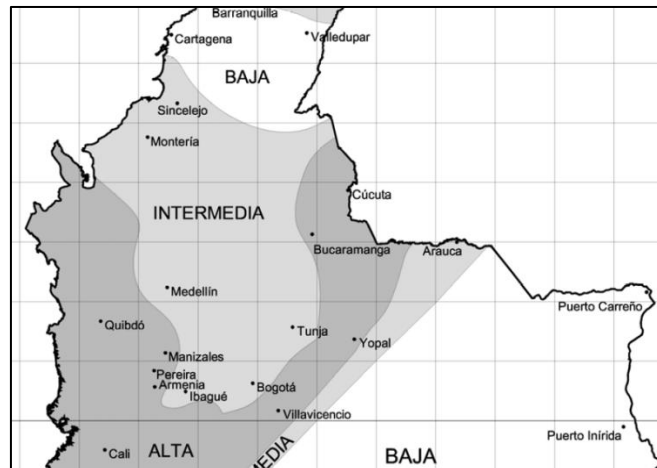 Barranquilla
Cartagena
Valledupar
BAJA
Sincelejo
Montería
Cúcuta
INTERMEDIA
Bucaramanga
Arauca
Medellín
Puerto Carreño
Quibdó
Tunja
Yopal
Manizales
Pereira
Armenia
Ibagué
Bogotá
Villavicencio
Puerto Inírida
Cali
ALTA
MEDIA
BAJA